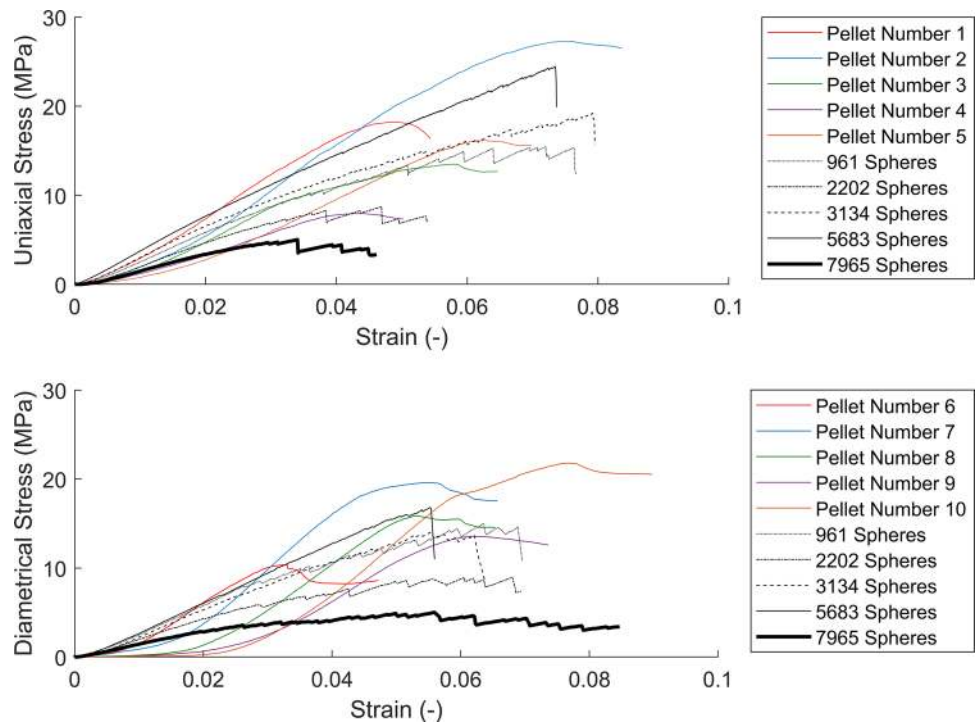 Uniaxial Stress (MPa)
30
20
10
0
0 0.02 0.04 0.06 0.08 0.1
Strain (-)
Pellet Number 1
Pellet Number 2
Pellet Number 3
Pellet Number 4
Pellet Number 5
961 Spheres
2202 Spheres
3134 Spheres
5683 Spheres
7965 Spheres
Diametrical Stress (MPa)
30
20
10
0
0 0.02 0.04 0.06 0.08 0.1
Strain (-)
Pellet Number 6
Pellet Number 7
Pellet Number 8
Pellet Number 9
Pellet Number 10
961 Spheres
2202 Spheres
3134 Spheres
5683 Spheres
7965 Spheres